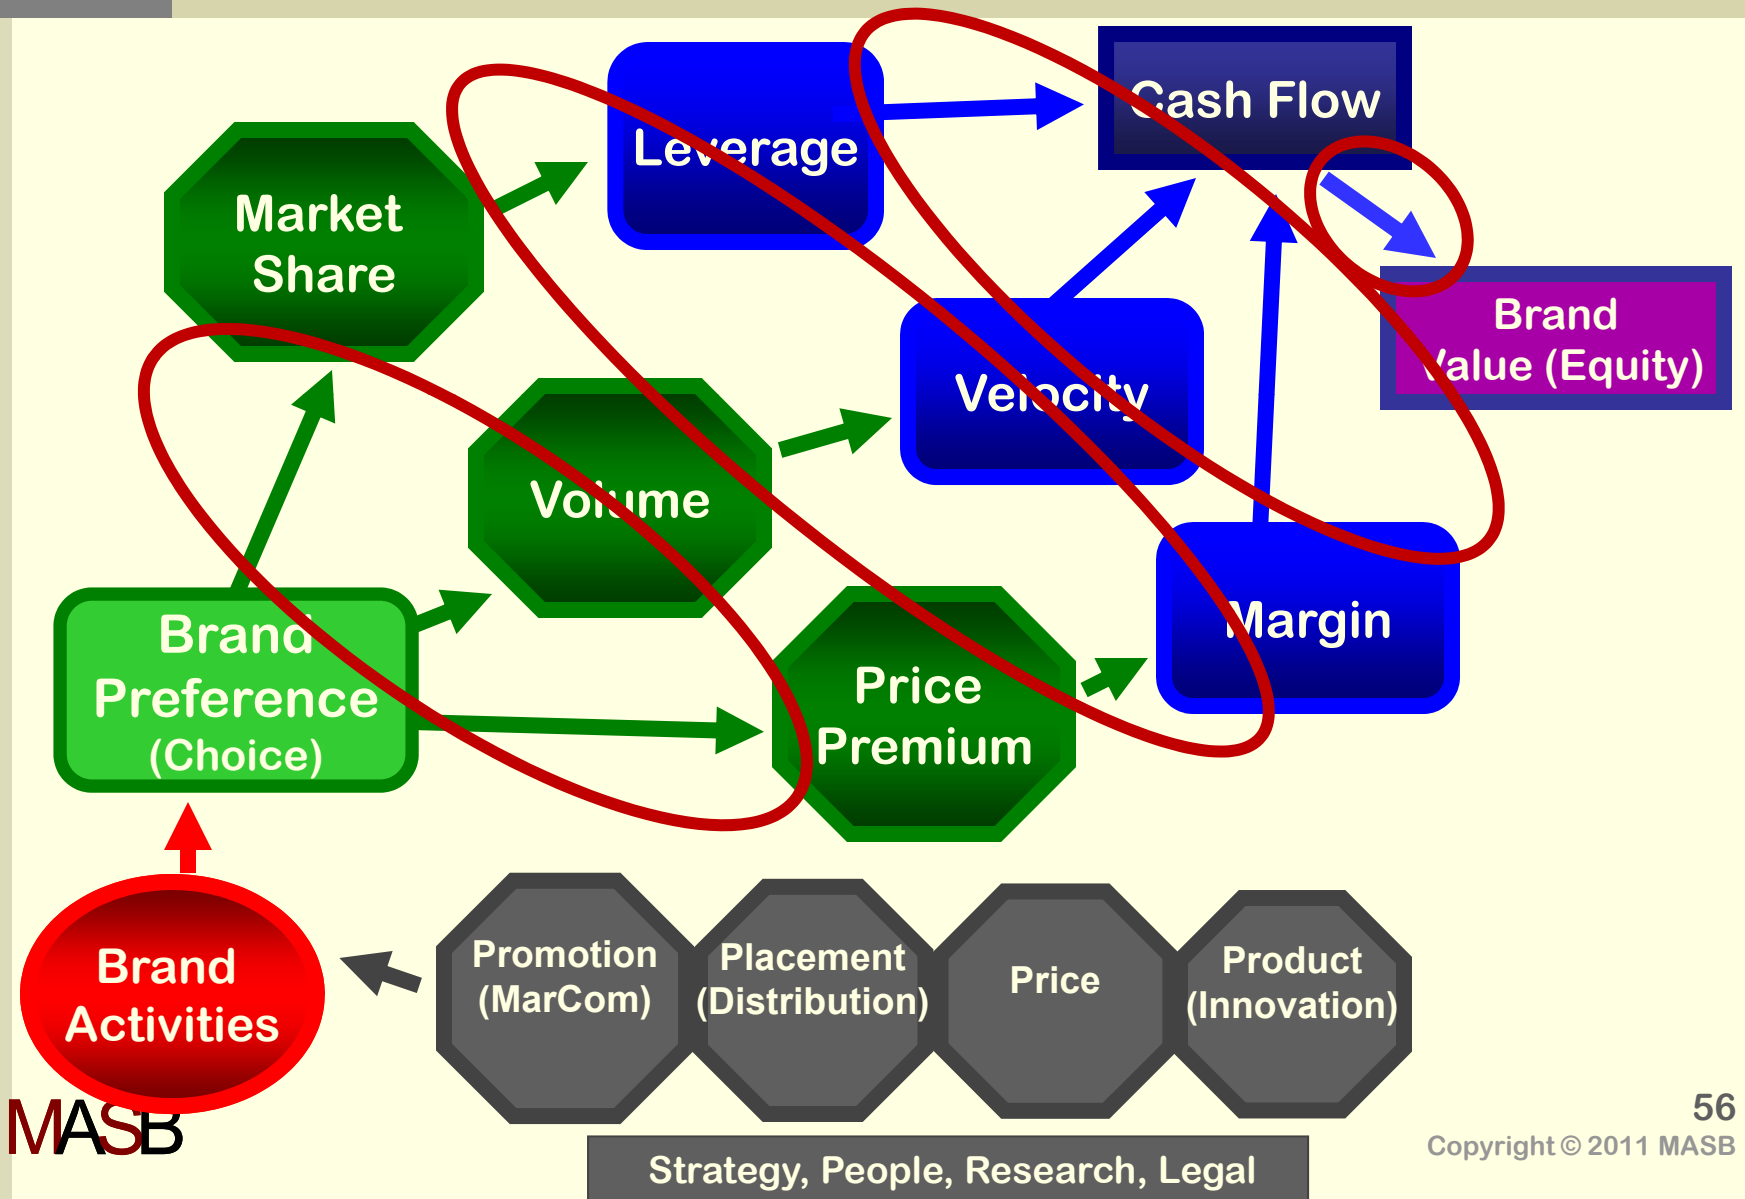 Cash Flow
Leverage
Market
Share
Brand
Value (Equity)
Velocity
Volume
Margin
Brand
Preference
(Choice)
Price
Premium
Brand
Activities
Promotion
(MarCom)
Placement
(Distribution)
Price
Product
(Innovation)
MASB
56
Copyright © 2011 MASB
Strategy, People, Research, Legal